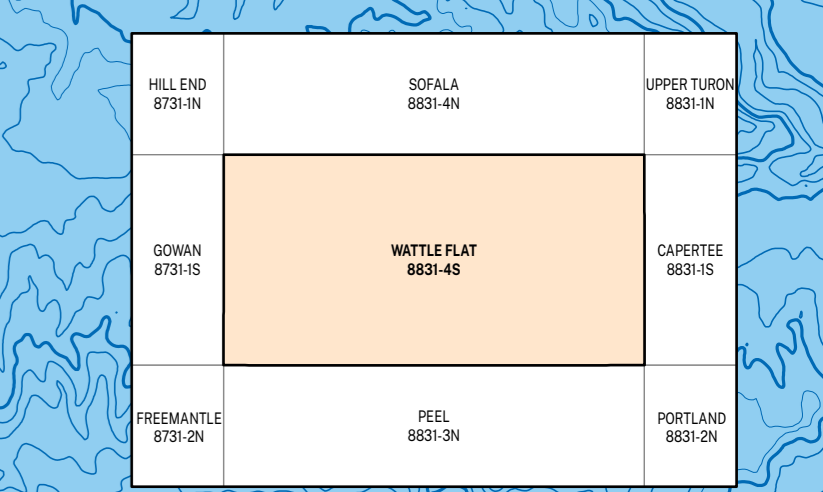 HILL END
8731-1N
SOFALA
8831-4N
UPPER TURON
8831-1N
GOWAN
8731-1S
WATTLE FLAT
8831-4S
CAPERTEE
8831-1S
FREEMANTLE
8731-2N
PEEL
8831-3N
PORTLAND
8831-2N